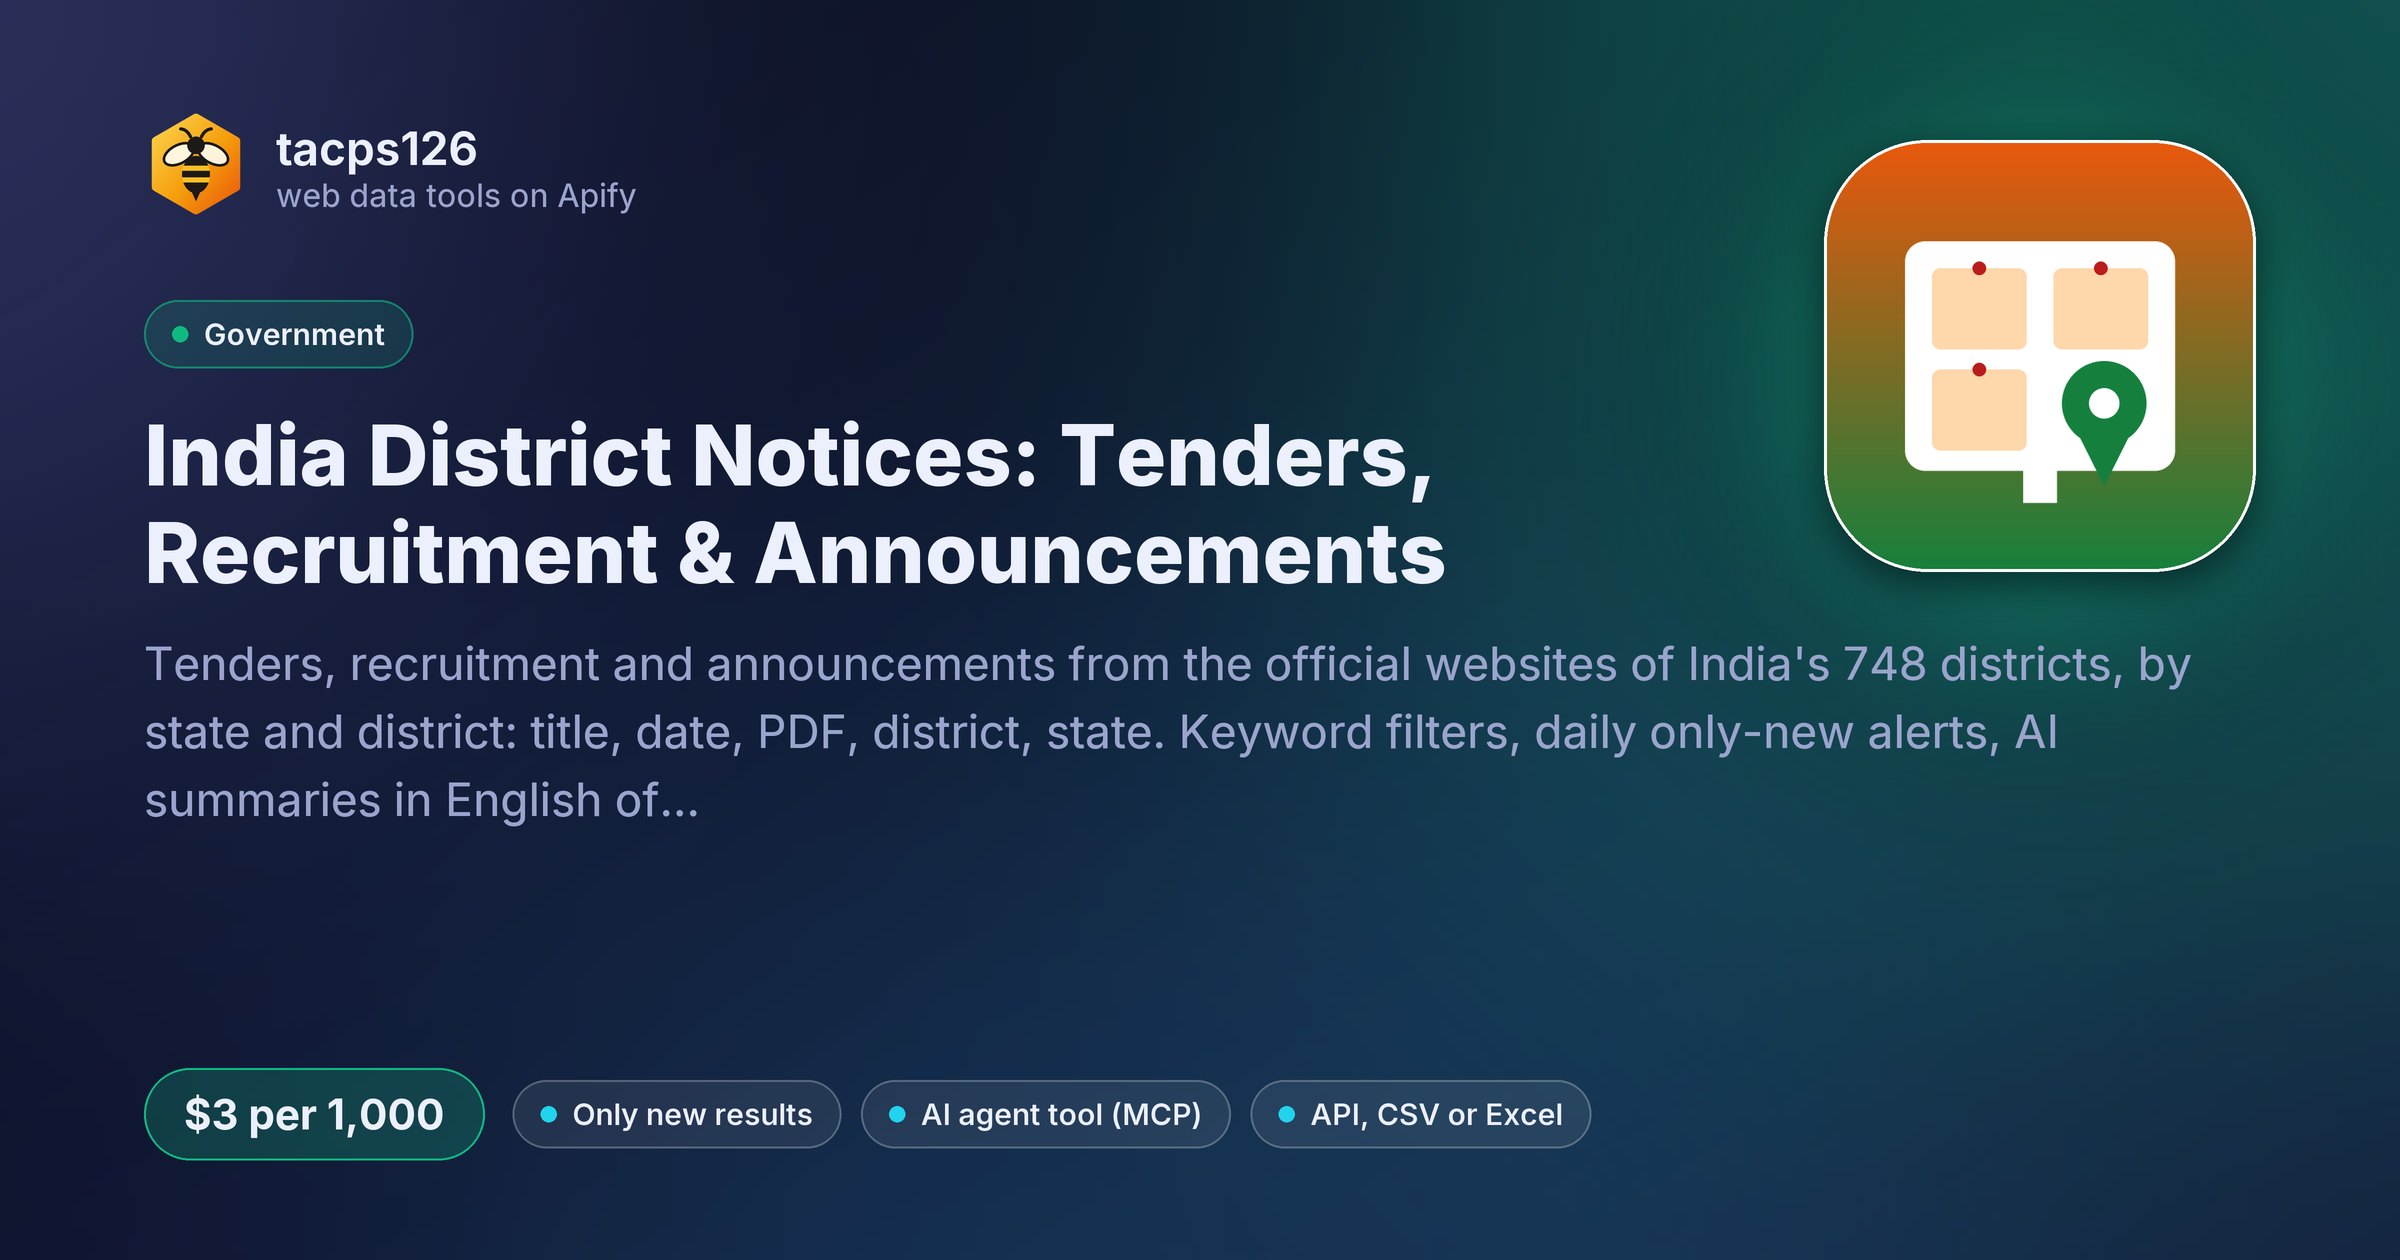 tacps126
web data tools on Apify
Government
India District Notices: Tenders,
Recruitment & Announcements
Tenders, recruitment and announcements from the official websites of India's 748 districts, by
state and district: title, date, PDF, district, state. Keyword filters, daily only-new alerts, AI
summaries in English of...
$3 per 1,000
Only new results
AI agent tool (MCP)
API, CSV or Excel